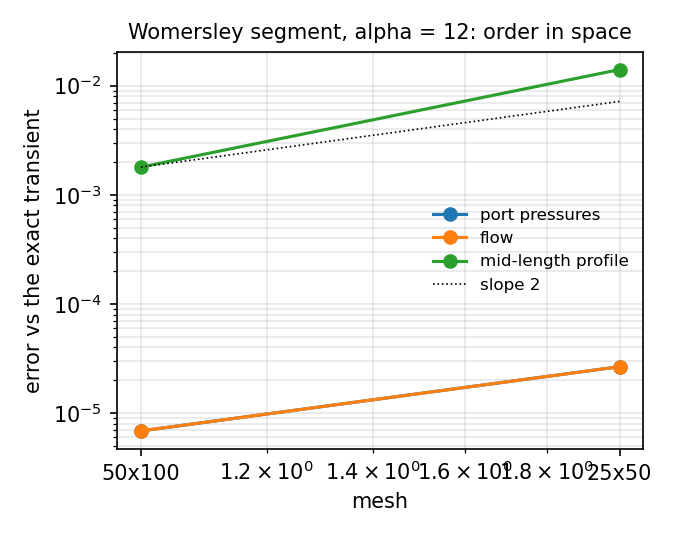 Womersley segment, alpha = 12: order in space
error vs the exact transient
10⁻²
10⁻³
10⁻⁴
10⁻⁵
port pressures
flow
mid-length profile
slope 2
50x100 1.2 × 10⁰ 1.4 × 10⁰ 1.6 × 10⁰ 1.8 × 10⁰ 25x50
mesh